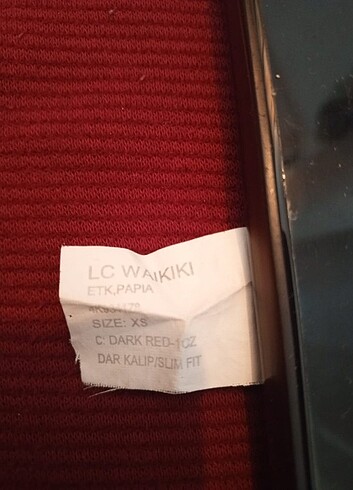 LC WAIKIKI
ETK,PAPIA
SIZE: XS
C: DARK RED-1CZ
DAR KALIP/SLIM FIT